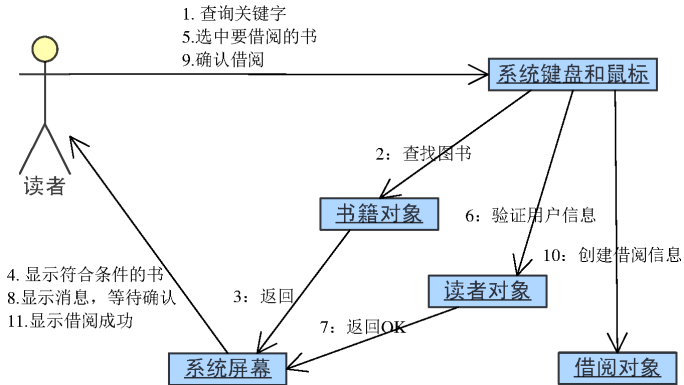 1. 查询关键字
5.选中要借阅的书
9.确认借阅
系统键盘和鼠标
2：查找图书
读者
书籍对象
6：验证用户信息
10：创建借阅信息
4. 显示符合条件的书
8.显示消息，等待确认
11.显示借阅成功
3：返回
读者对象
7：返回OK
系统屏幕
借阅对象